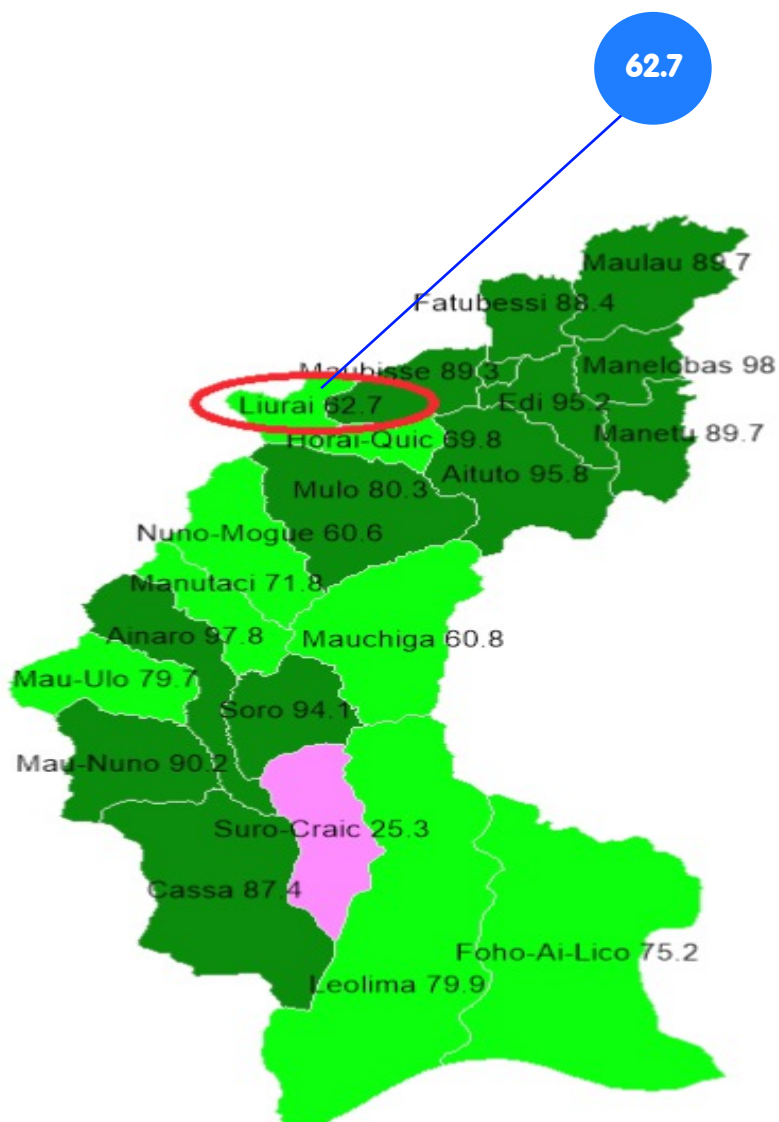 62.7
Maulau 89.7
Fatubessi 88.4
Maubisse 89.3
Manelobas 98
Liurai 62.7
Edi 95.2
Manetu 89.7
Horai-Quic 69.8
Aituto 95.8
Mulo 80.3
Nuno-Mogue 60.6
Manutaci 71.8
Ainaro 97.8
Mauchiga 60.8
Mau-Ulo 79.7
Soro 94.1
Mau-Nuno 90.2
Suro-Craic 25.3
Cassa 87.4
Foho-Ai-Lico 75.2
Leolima 79.9